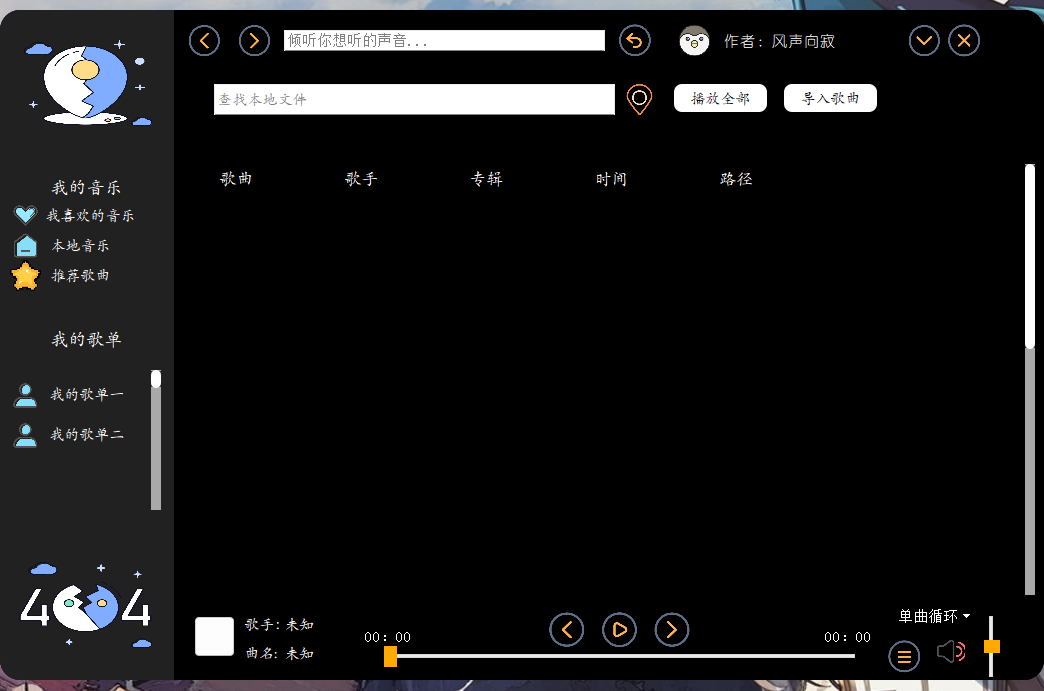 倾听你想听的声音...
作者：风声向寂
查找本地文件
播放全部
导入歌曲
歌曲 歌手 专辑 时间 路径
我的音乐
我喜欢的音乐
本地音乐
推荐歌曲
我的歌单
我的歌单一
我的歌单二
404
歌手: 未知
曲名: 未知
00: 00
00: 00
单曲循环